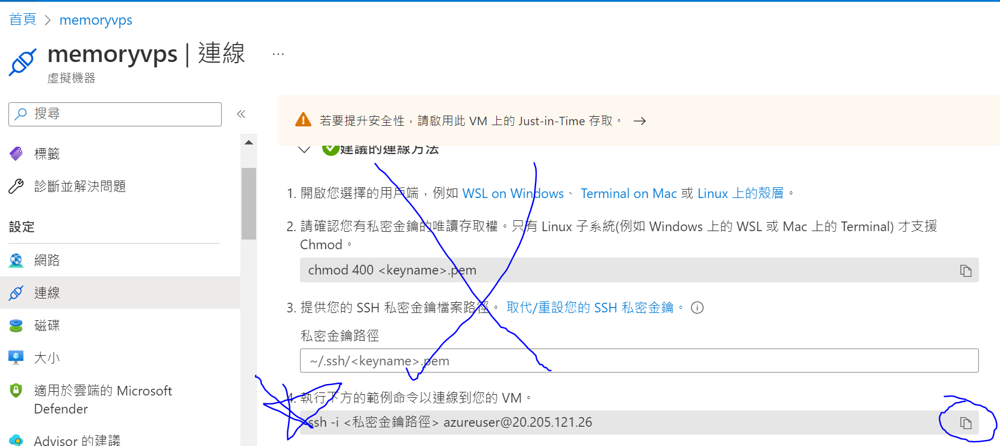 首頁 > memoryvps
memoryvps | 連線 ...
虛擬機器
搜尋 «
標籤
診斷並解決問題
設定
網路
連線
磁碟
大小
適用於雲端的 Microsoft
Defender
Advisor 的建議
若要提升安全性，請啟用此 VM 上的 Just-in-Time 存取。 →
建議的連線方法
1. 開啟您選擇的用戶端，例如 WSL on Windows、 Terminal on Mac 或 Linux 上的殼層。
2. 請確認您有私密金鑰的唯讀存取權。只有 Linux 子系統(例如 Windows 上的 WSL 或 Mac 上的 Terminal) 才支援
Chmod。
chmod 400 <keyname>.pem
3. 提供您的 SSH 私密金鑰檔案路徑。 取代/重設您的 SSH 私密金鑰。
私密金鑰路徑
~/.ssh/<keyname>.pem
4. 執行下方的範例命令以連線到您的 VM。
ssh -i <私密金鑰路徑> azureuser@20.205.121.26